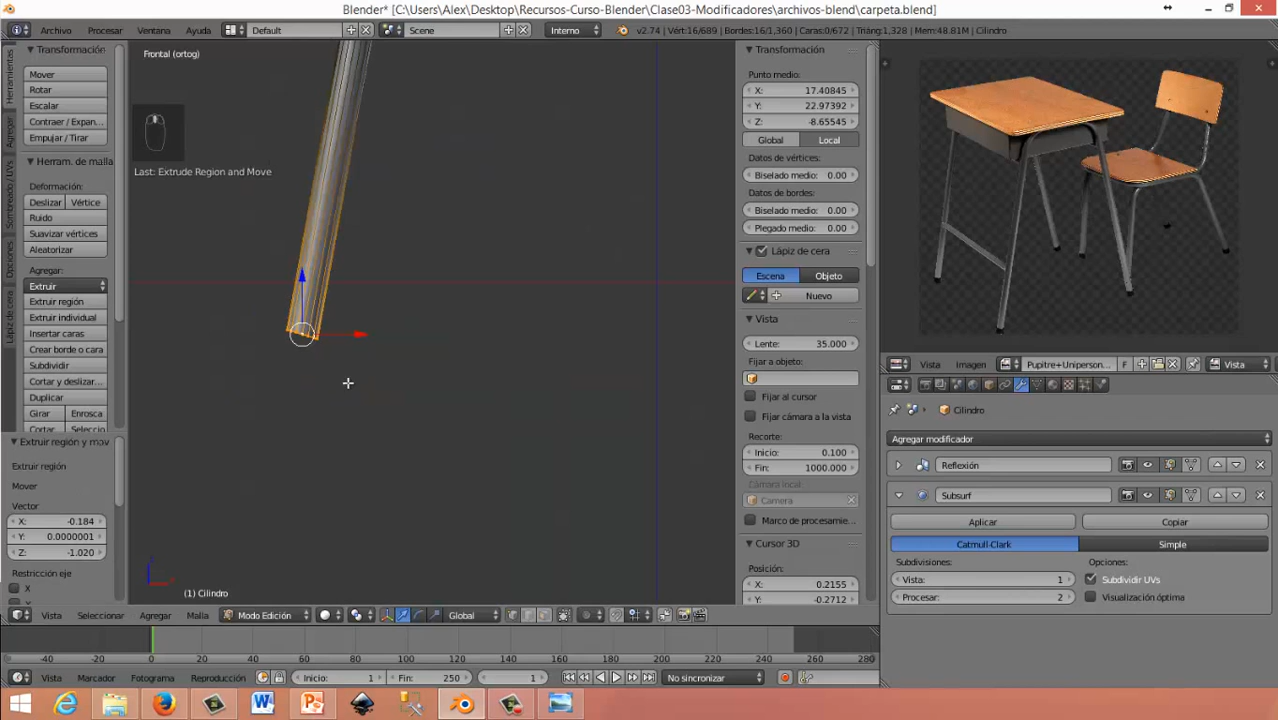 Blender* [C:\Users\Alex\Desktop\Recursos-Curso-Blender\Clase03-Modificadores\archivos-blend\carpeta.blend]
Archivo Procesar Ventana Ayuda Default Scene Interno v2.74 | Vért:16/689 | Bordes:16/1,360 | Caras:0/672 | Triáng:1,328 | Mem:48.81M | Cilindro
Herramientas
Agregar
Sombreado / UVs
Opciones
Lápiz de cera
Transformación
Mover
Rotar
Escalar
Contraer / Expan...
Empujar / Tirar
Herram. de malla
Deformación:
Deslizar Vértice
Ruido
Suavizar vértices
Aleatorizar
Agregar:
Extruir
Extruir región
Extruir individual
Insertar caras
Crear borde o cara
Subdividir
Cortar y deslizar...
Duplicar
Girar Enrosca
Cortar Selecció
Extruir región y mov
Extruir región
Mover
Vector
X: -0.184
Y: 0.0000001
Z: -1.020
Restricción eje
X
Frontal (ortog)
Last: Extrude Region and Move
(1) Cilindro
Transformación
Punto medio:
X: 17.40845
Y: 22.97392
Z: -8.65545
Global Local
Datos de vértices:
Biselado medio: 0.00
Datos de bordes:
Biselado medio: 0.00
Plegado medio: 0.00
Lápiz de cera
Escena Objeto
Nuevo
Vista
Lente: 35.000
Fijar a objeto:
Fijar al cursor
Fijar cámara a la vista
Recorte:
Inicio: 0.100
Fin: 1000.000
Cámara local:
Camera
Marco de procesamie...
Cursor 3D
Posición:
X: 0.2155
Y: -0.2712
Vista Imagen Pupitre+Uniperson... F Vista
Cilindro
Agregar modificador
Reflexión
Subsurf
Aplicar Copiar
Catmull-Clark Simple
Subdivisiones: Opciones:
Vista: 1 Subdividir UVs
Procesar: 2 Visualización óptima
Vista Seleccionar Agregar Malla Modo Edición Global
-40 -20 0 20 40 60 80 100 120 140 160 180 200 220 240 260 280
Vista Marcador Fotograma Reproducción Inicio: 1 Fin: 250 1 No sincronizar